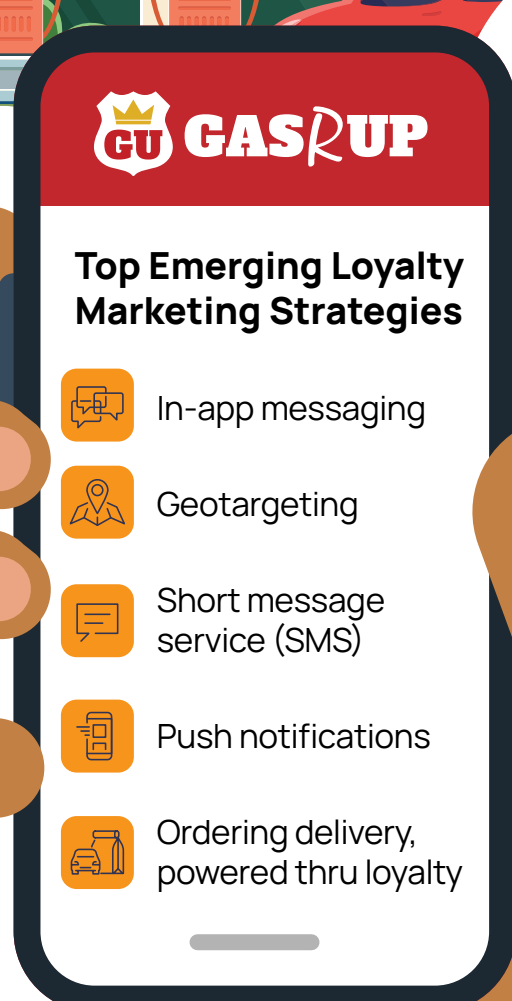 GU GASRUP
Top Emerging Loyalty
Marketing Strategies
In-app messaging
Geotargeting
Short message
service (SMS)
Push notifications
Ordering delivery,
powered thru loyalty